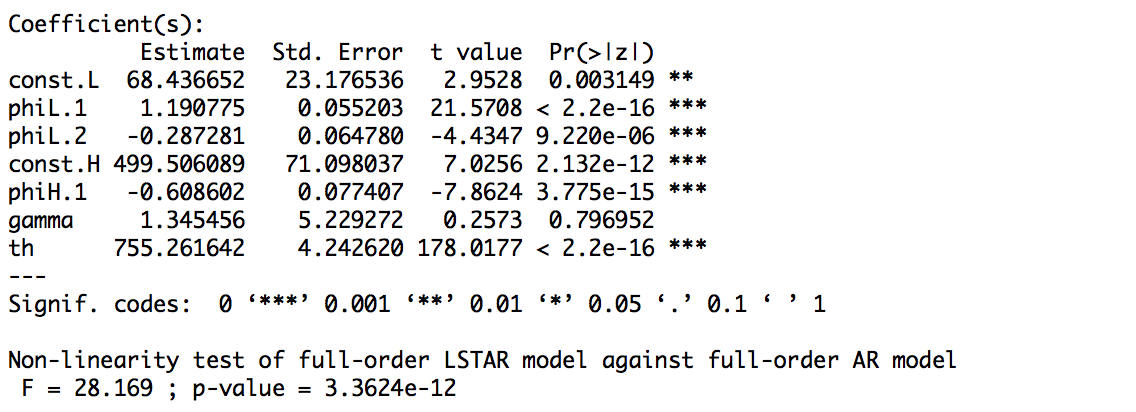 Coefficient(s):
Estimate Std. Error t value Pr(>|z|)
const.L 68.436652 23.176536 2.9528 0.003149 **
phiL.1 1.190775 0.055203 21.5708 < 2.2e-16 ***
phiL.2 -0.287281 0.064780 -4.4347 9.220e-06 ***
const.H 499.506089 71.098037 7.0256 2.132e-12 ***
phiH.1 -0.608602 0.077407 -7.8624 3.775e-15 ***
gamma 1.345456 5.229272 0.2573 0.796952
th 755.261642 4.242620 178.0177 < 2.2e-16 ***
---
Signif. codes: 0 ‘***’ 0.001 ‘**’ 0.01 ‘*’ 0.05 ‘.’ 0.1 ‘ ’ 1
Non-linearity test of full-order LSTAR model against full-order AR model
F = 28.169 ; p-value = 3.3624e-12